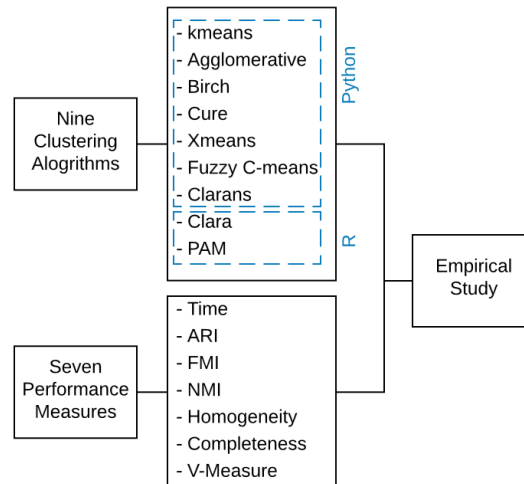 Nine
Clustering
Alogrithms
- kmeans
- Agglomerative
- Birch
- Cure
- Xmeans
- Fuzzy C-means
- Clarans
- Clara
- PAM
Python
R
Seven
Performance
Measures
- Time
- ARI
- FMI
- NMI
- Homogeneity
- Completeness
- V-Measure
Empirical
Study